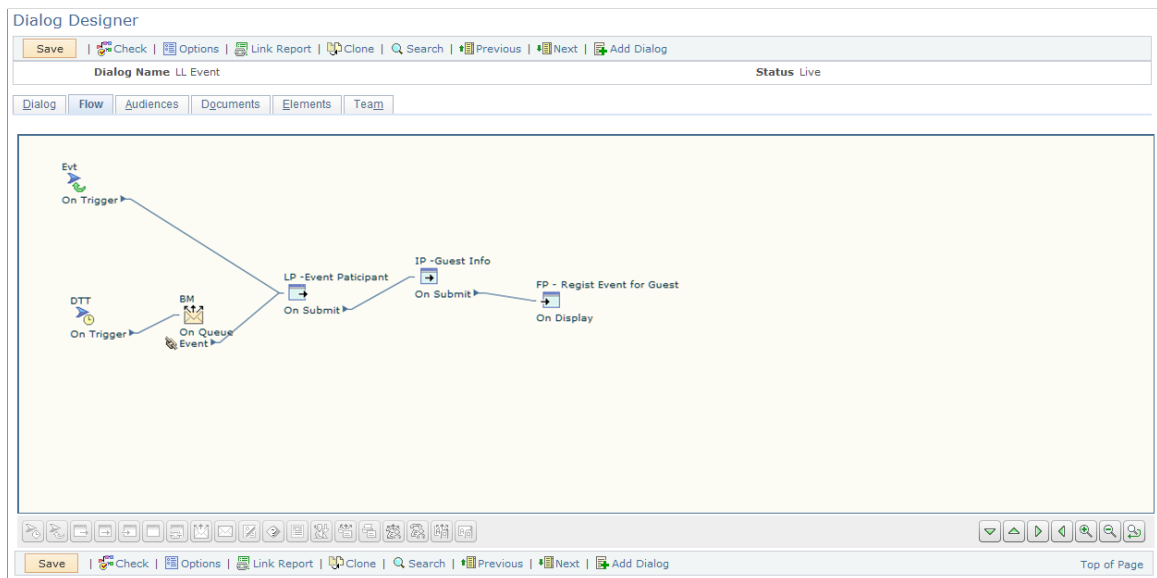 Dialog Designer
Save | Check | Options | Link Report | Clone | Search | Previous | Next | Add Dialog
Dialog Name LL Event Status Live
Dialog Flow Audiences Documents Elements Team
Evt
On Trigger
IP -Guest Info
LP -Event Paticipant
FP - Regist Event for Guest
On Submit
DTT
BM
On Submit
On Display
On Trigger
On Queue
Event
Save | Check | Options | Link Report | Clone | Search | Previous | Next | Add Dialog Top of Page